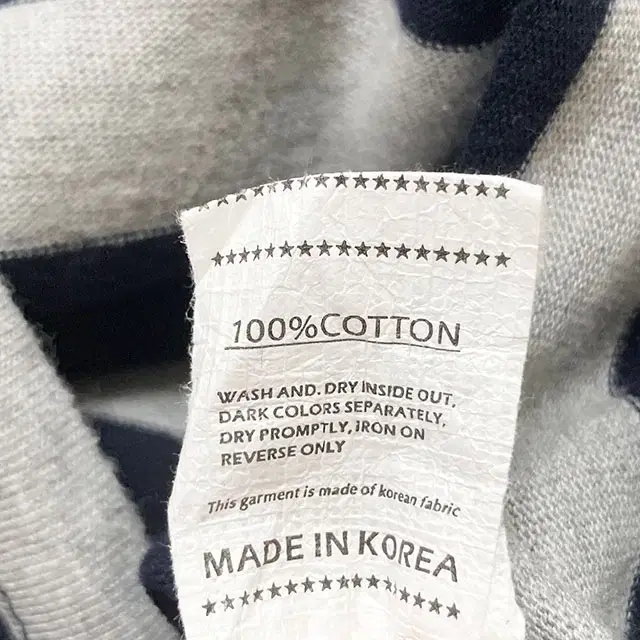 100%COTTON
WASH AND. DRY INSIDE OUT,
DARK COLORS SEPARATELY,
DRY PROMPTLY, IRON ON
REVERSE ONLY
This garment is made of korean fabric
MADE IN KOREA